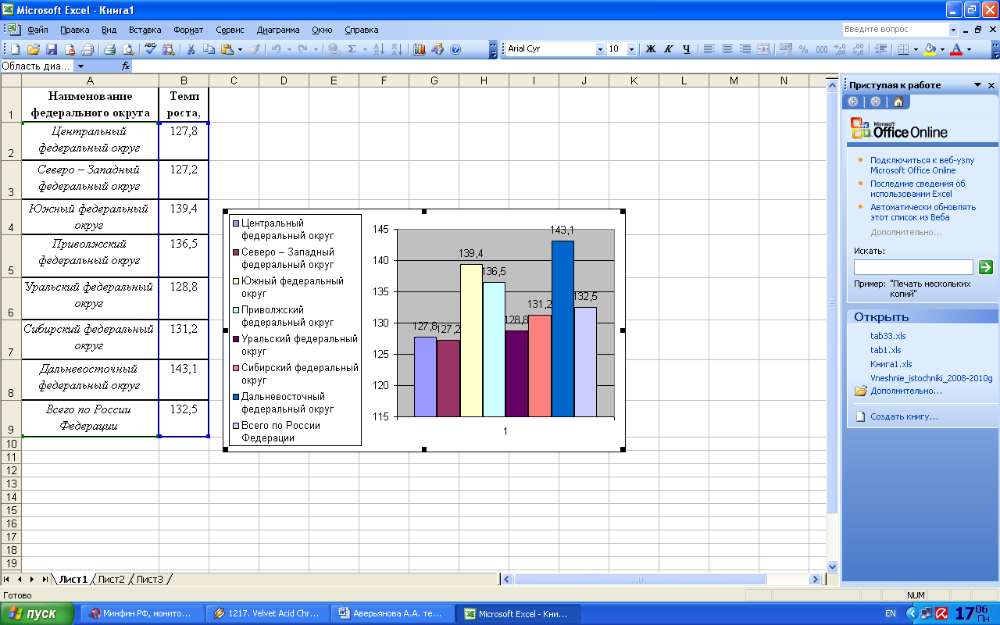 Microsoft Excel - Книга1
Файл Правка Вид Вставка Формат Сервис Диаграмма Окно Справка
Введите вопрос
Arial Cyr 10 Ж К Ч
Область диа... fx
A B C D E F G H I J K L M N
1 Наименование Темп
федерального округа рост​а,
2 Центральный 127,8
федеральный округ
3 Северо – Западный 127,2
федеральный округ
4 Южный федеральный 139,4
округ
5 Приволжский 136,5
федеральный округ
6 Уральский федеральный 128,8
округ
7 Сибирский федеральный 131,2
округ
8 Дальневосточный 143,1
федеральный округ
9 Всего по России 132,5
Федерации
10
11
12
13
14
15
16
17
18
19
Центральный
федеральный округ
Северо – Западный
федеральный округ
Южный федеральный
округ
Приволжский
федеральный округ
Уральский федеральный
округ
Сибирский федеральный
округ
Дальневосточный
федеральный округ
Всего по России
Федерации
145
140
135
130
125
120
115
127,8
127,2
139,4
136,5
128,8
131,2
143,1
132,5
1
Приступая к работе
Microsoft
Office Online
Подключиться к веб-узлу
Microsoft Office Online
Последние сведения об
использовании Excel
Автоматически обновлять
этот список из Веба
Дополнительно...
Искать:
Пример: "Печать нескольких
копий"
Открыть
tab33.xls
tab1.xls
Книга1.xls
Vneshnie_istochniki_2008-2010g
Дополнительно...
Создать книгу...
Лист1 Лист2 Лист3
Готово NUM
пуск Минфин РФ, монито... 1217. Velvet Acid Chr... Аверьянова А.А. те... Microsoft Excel - Кни... EN 17 06
Пн